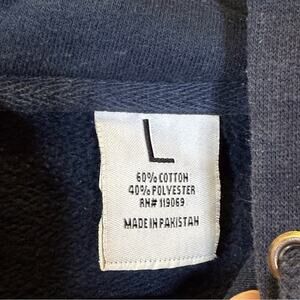 L
60% COTTON
40% POLYESTER
RN# 119069
MADE IN PAKISTAN